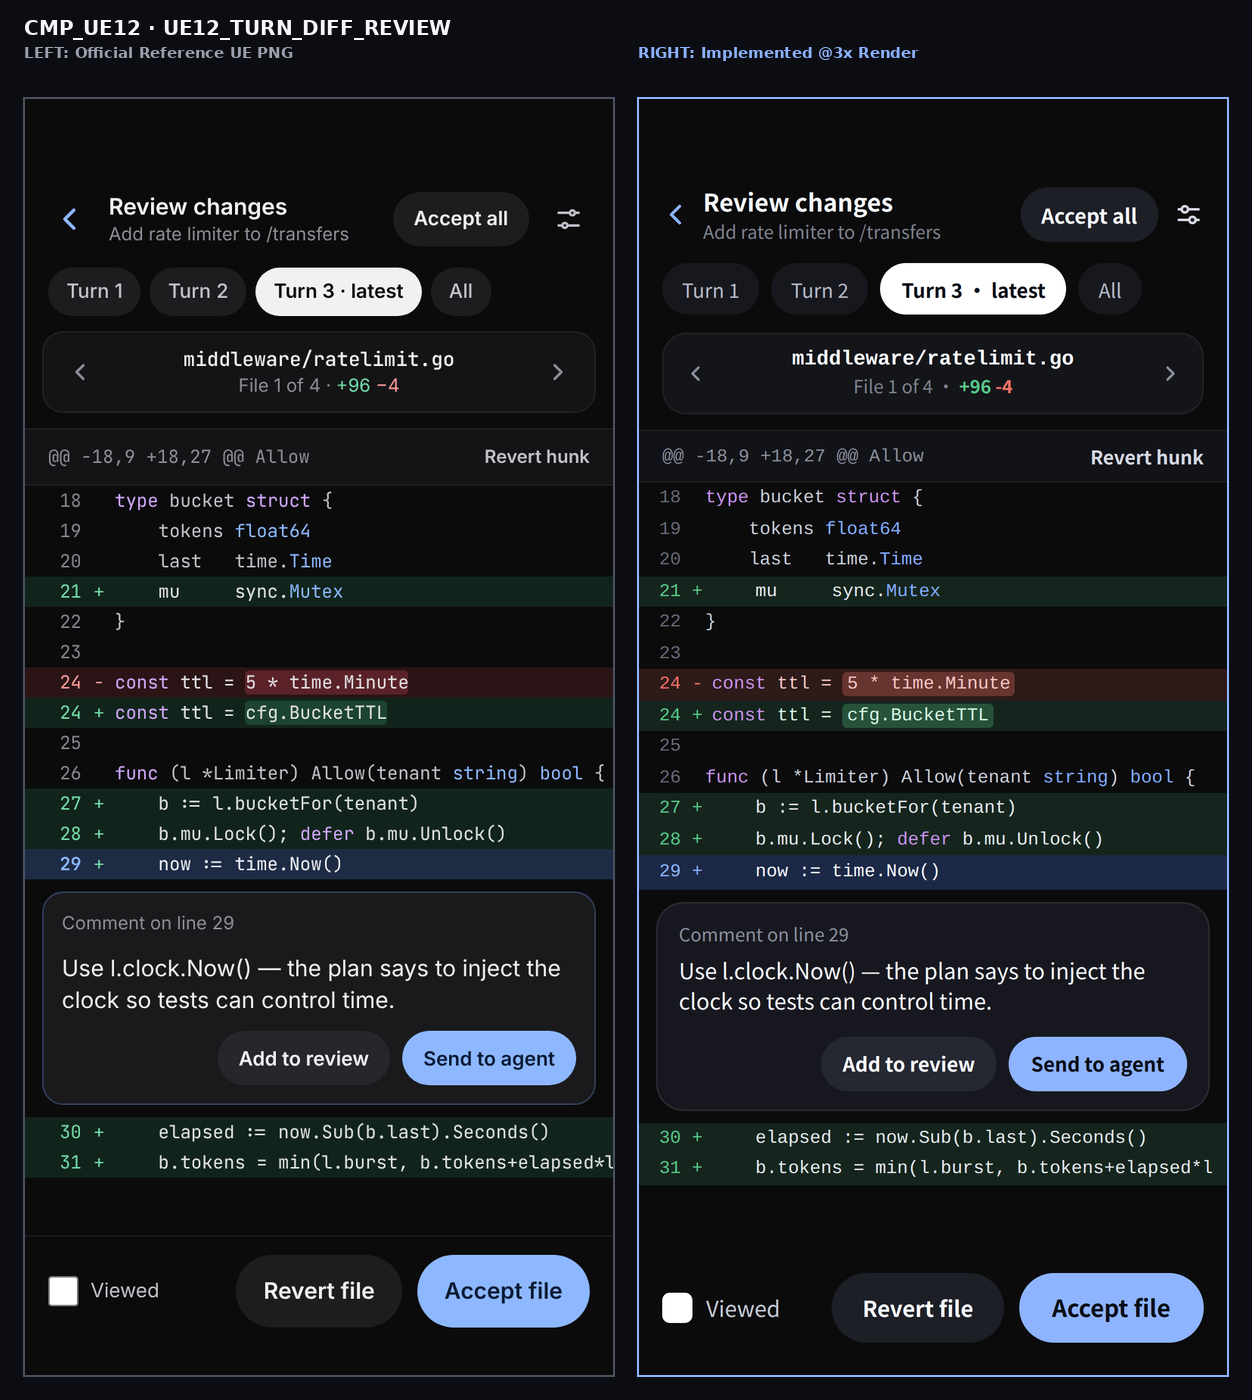 CMP_UE12 · UE12_TURN_DIFF_REVIEW
LEFT: Official Reference UE PNG
RIGHT: Implemented @3x Render
Review changes
Add rate limiter to /transfers
Accept all
Turn 1
Turn 2
Turn 3 · latest
All
middleware/ratelimit.go
File 1 of 4 · +96 −4
@@ -18,9 +18,27 @@ Allow
Revert hunk
18 type bucket struct {
19 tokens float64
20 last time.Time
21 + mu sync.Mutex
22 }
23
24 - const ttl = 5 * time.Minute
24 + const ttl = cfg.BucketTTL
25
26 func (l *Limiter) Allow(tenant string) bool {
27 + b := l.bucketFor(tenant)
28 + b.mu.Lock(); defer b.mu.Unlock()
29 + now := time.Now()
Comment on line 29
Use l.clock.Now() — the plan says to inject the
clock so tests can control time.
Add to review
Send to agent
30 + elapsed := now.Sub(b.last).Seconds()
31 + b.tokens = min(l.burst, b.tokens+elapsed*l
Viewed
Revert file
Accept file
Review changes
Add rate limiter to /transfers
Accept all
Turn 1
Turn 2
Turn 3 • latest
All
middleware/ratelimit.go
File 1 of 4 • +96 -4
@@ -18,9 +18,27 @@ Allow
Revert hunk
18 type bucket struct {
19 tokens float64
20 last time.Time
21 + mu sync.Mutex
22 }
23
24 - const ttl = 5 * time.Minute
24 + const ttl = cfg.BucketTTL
25
26 func (l *Limiter) Allow(tenant string) bool {
27 + b := l.bucketFor(tenant)
28 + b.mu.Lock(); defer b.mu.Unlock()
29 + now := time.Now()
Comment on line 29
Use l.clock.Now() — the plan says to inject the
clock so tests can control time.
Add to review
Send to agent
30 + elapsed := now.Sub(b.last).Seconds()
31 + b.tokens = min(l.burst, b.tokens+elapsed*l
Viewed
Revert file
Accept file